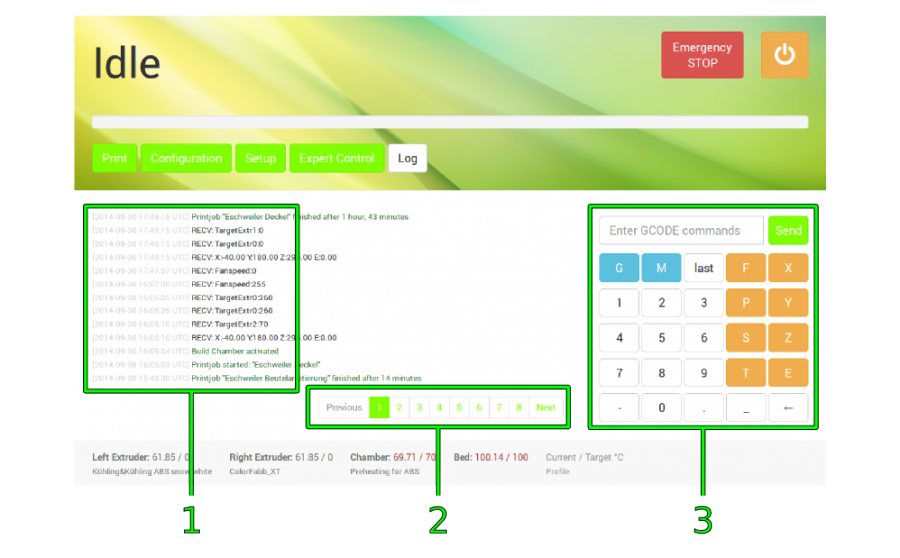 Idle
Emergency
STOP
Print Configuration Setup Expert Control Log
[2014-09-30 17:48:15 UTC] Printjob "Eschweiler Deckel" finished after 1 hour, 43 minutes
[2014-09-30 17:48:15 UTC] RECV: TargetExtr1:0
[2014-09-30 17:48:15 UTC] RECV: TargetExtr0:0
[2014-09-30 17:48:15 UTC] RECV: X:-40.00 Y:180.00 E:0.00
[2014-09-30 17:47:57 UTC] RECV: Fanspeed:0
[2014-09-30 16:07:00 UTC] RECV: Fanspeed:255
[2014-09-30 16:05:25 UTC] RECV: TargetExtr0:260
[2014-09-30 16:05:25 UTC] RECV: TargetExtr0:260
[2014-09-30 16:05:10 UTC] RECV: TargetExtr2:70
[2014-09-30 16:05:10 UTC] RECV: X:-40.00 Y:180.00 E:0.00
[2014-09-30 16:05:04 UTC] Build Chamber activated
[2014-09-30 16:05:03 UTC] Printjob started: "Eschweiler Deckel"
[2014-09-30 15:48:30 UTC] Printjob "Eschweiler finished after 14 minutes
Previous 1 2 3 4 5 6 7 8 Next
Enter GCODE commands Send
G M last F X
1 2 3 P Y
4 5 6 S Z
7 8 9 T E
- 0 . _ ←
Left Extruder: 61.85 / 0 Right Extruder: 61.85 / 0 Chamber: 69.71 / 70 Bed: 100.14 / 100 Current / Target °C
Kühling&Kühling ABS snow white ColorFabb_XT Preheating for ABS Profile
1 2 3